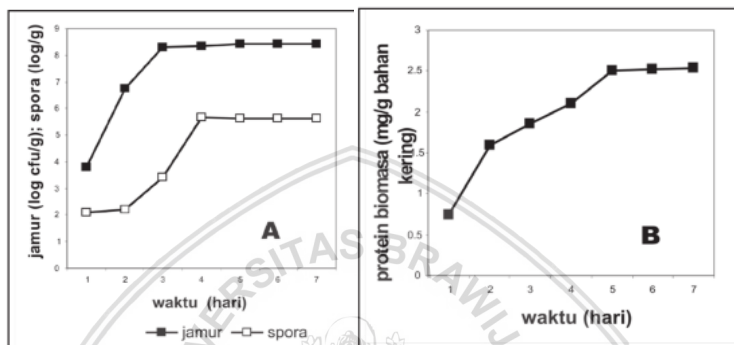 jamur (log cfu/g); spora (log/g)
9
8
7
6
5
4
3
2
1
0
1 2 3 4 5 6 7
waktu (hari)
jamur spora
A
protein biomasa (mg/g bahan
kering)
3
2.5
2
1.5
1
0.5
0
1 2 3 4 5 6 7
waktu (hari)
B
ERSITAS BRAWIJ